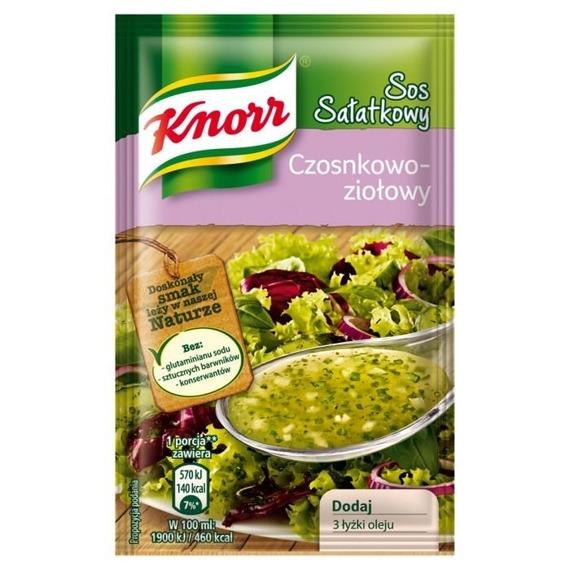 Knorr®
Sos
Sałatkowy
Czosnkowo-
ziołowy
Doskonały
smak
leży w naszej
Naturze
Bez:
- glutaminianu sodu
- sztucznych barwników
- konserwantów
1 porcja**
zawiera
570 kJ
140 kcal
7%*
W 100 ml:
1900 kJ / 460 kcal
Propozycja podania
Dodaj
3 łyżki oleju